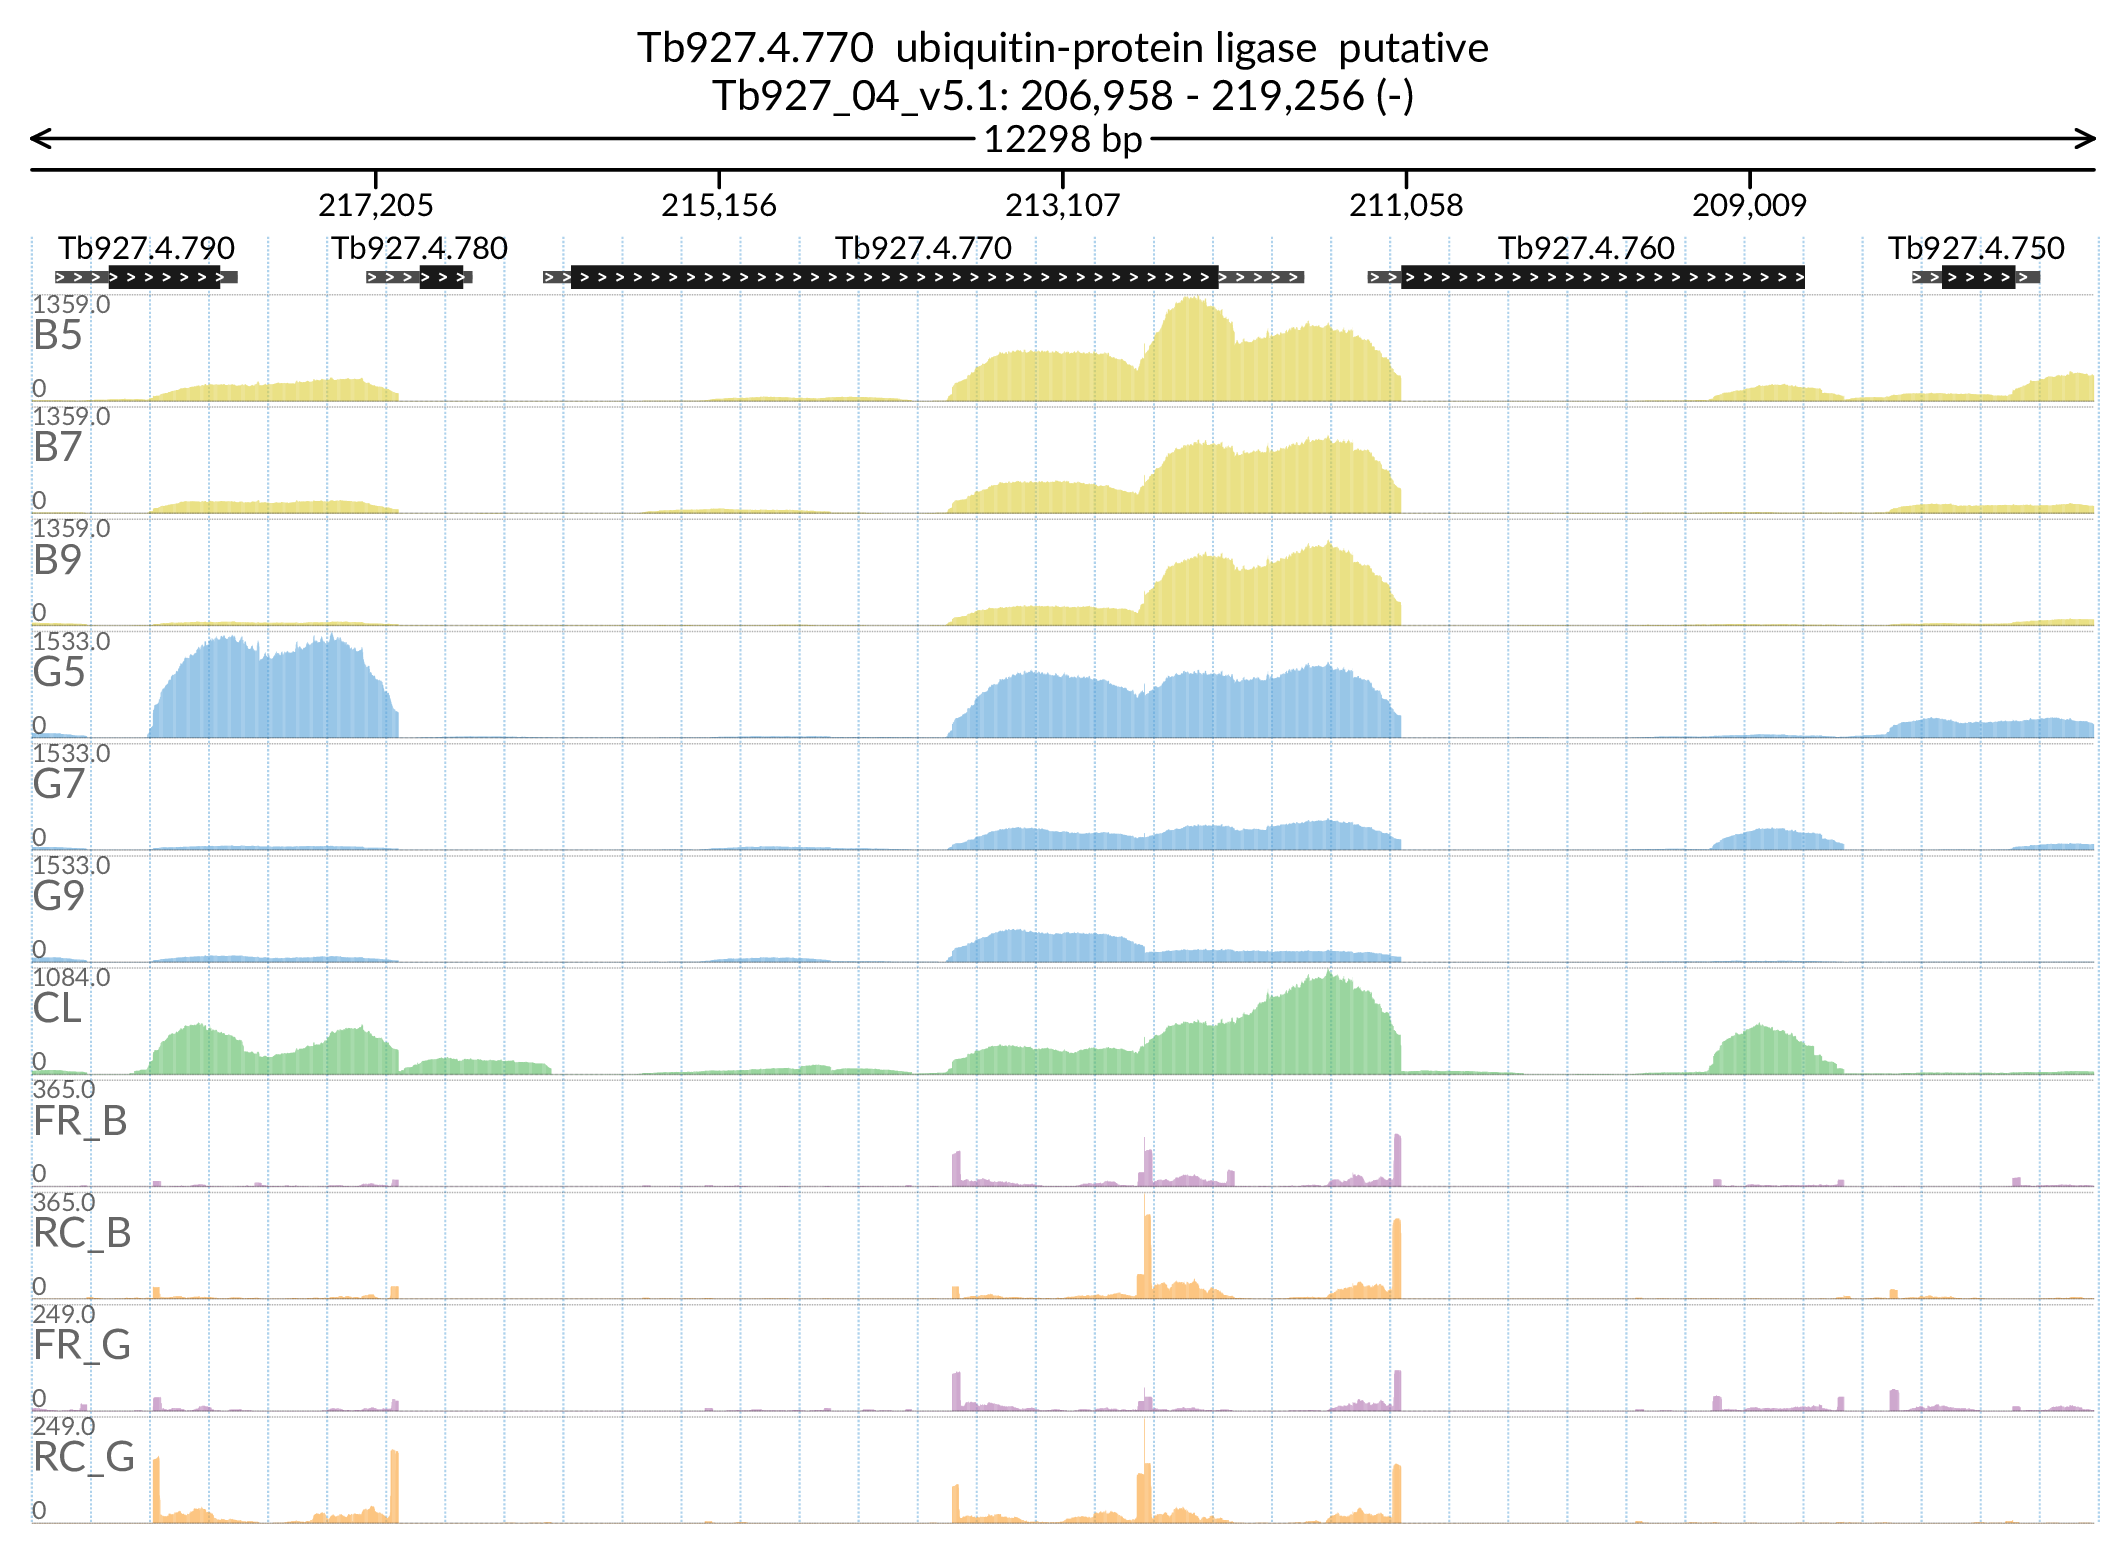 Tb927.4.770 ubiquitin-protein ligase putative
Tb927_04_v5.1: 206,958 - 219,256 (-)
12298 bp
217,205 215,156 213,107 211,058 209,009
Tb927.4.790 Tb927.4.780 Tb927.4.770 Tb927.4.760 Tb927.4.750
1359.0
B5
0
1359.0
B7
0
1359.0
B9
0
1533.0
G5
0
1533.0
G7
0
1533.0
G9
0
1084.0
CL
0
365.0
FR_B
0
365.0
RC_B
0
249.0
FR_G
0
249.0
RC_G
0